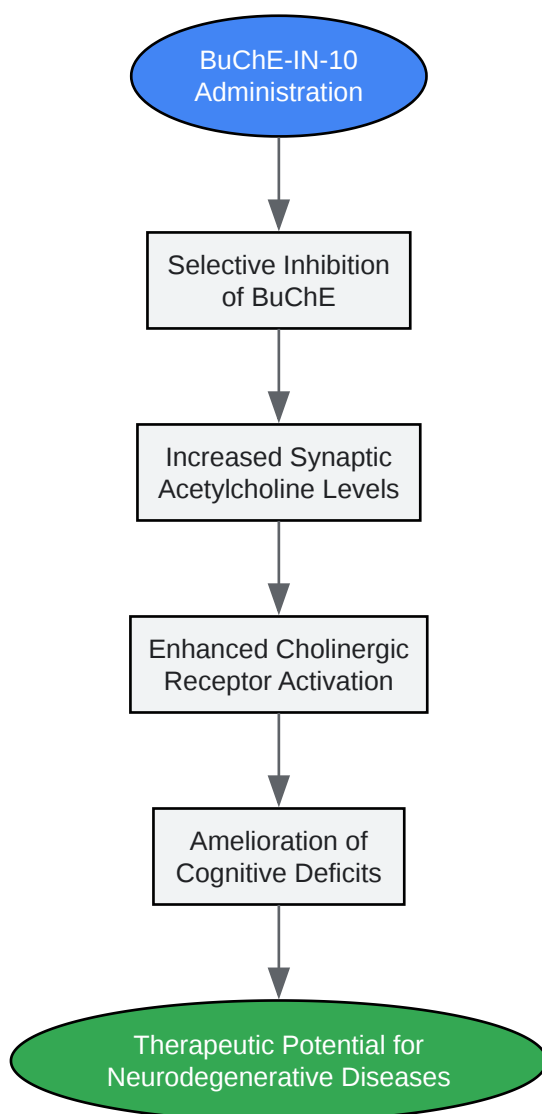 BuChE-IN-10
Administration
Selective Inhibition
of BuChE
Increased Synaptic
Acetylcholine Levels
Enhanced Cholinergic
Receptor Activation
Amelioration of
Cognitive Deficits
Therapeutic Potential for
Neurodegenerative Diseases